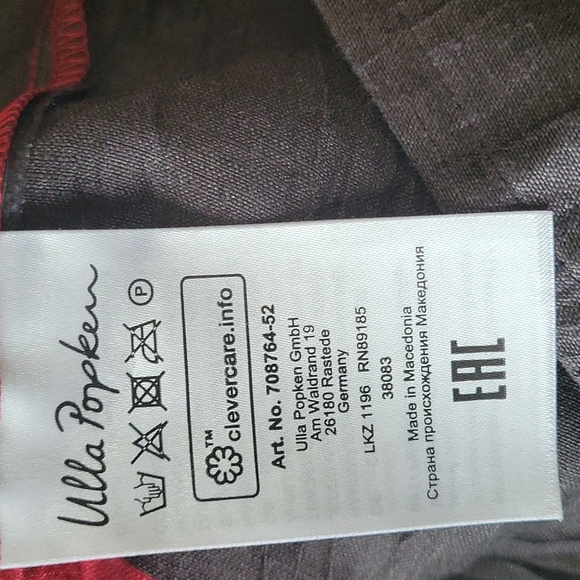 Ulla Popken
P
clevercare.info
TM
Art. No. 708764-52
Ulla Popken GmbH
Am Waldrand 19
26180 Rastede
Germany
LKZ 1196 RN89185
38083
Made in Macedonia
Страна происхождения Македония
EAC